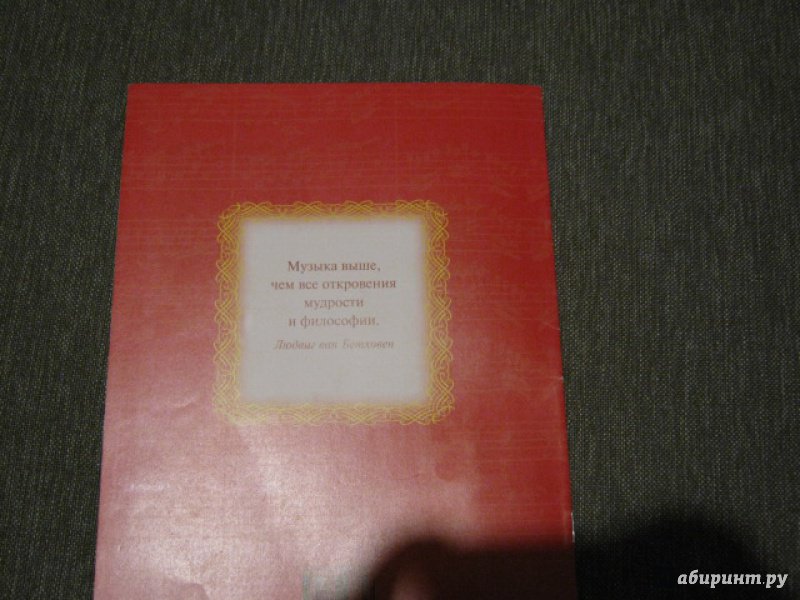 Музыка выше,
чем все откровения
мудрости
и философии.
Людвиг ван Бетховен
абиринт.ру